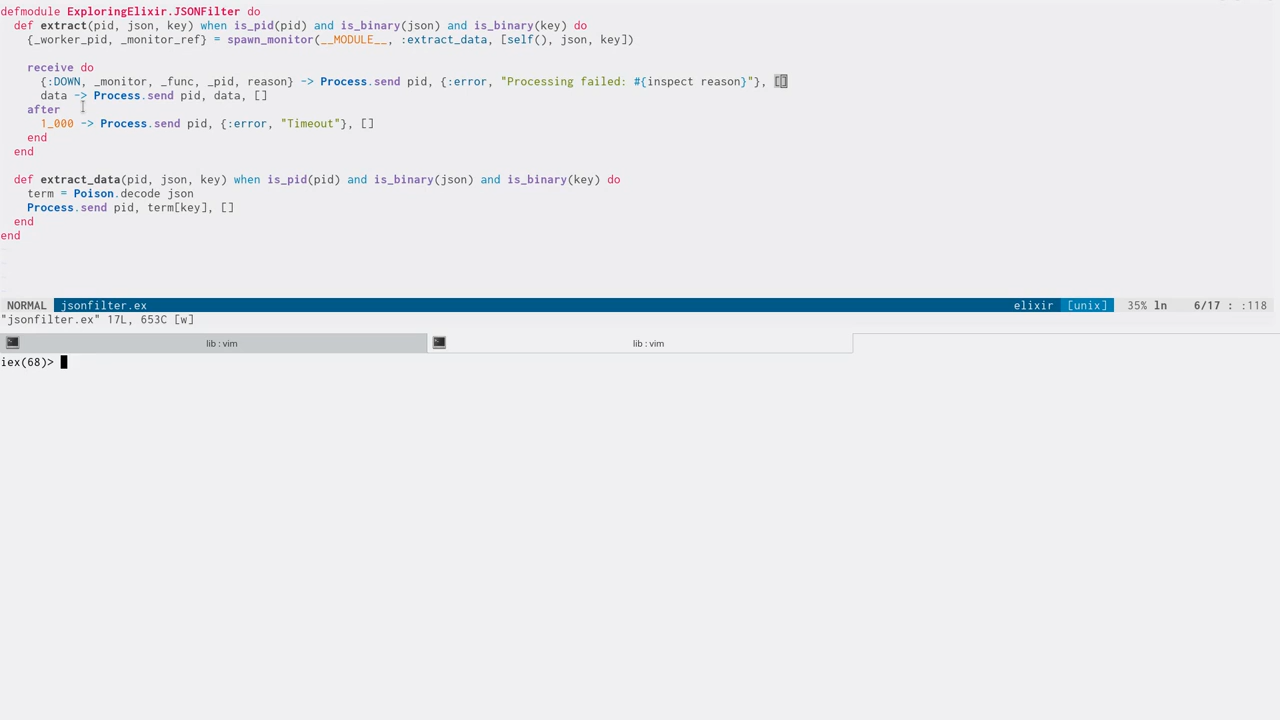 defmodule ExploringElixir.JSONFilter do
  def extract(pid, json, key) when is_pid(pid) and is_binary(json) and is_binary(key) do
    {_worker_pid, _monitor_ref} = spawn_monitor(__MODULE__, :extract_data, [self(), json, key])

    receive do
      {:DOWN, _monitor, _func, _pid, reason} -> Process.send pid, {:error, "Processing failed: #{inspect reason}"}, []
      data -> Process.send pid, data, []
    after
      1_000 -> Process.send pid, {:error, "Timeout"}, []
    end
  end

  def extract_data(pid, json, key) when is_pid(pid) and is_binary(json) and is_binary(key) do
    term = Poison.decode json
    Process.send pid, term[key], []
  end
end
~
~
NORMAL jsonfilter.ex elixir [unix] 35% ln 6/17 : :118
"jsonfilter.ex" 17L, 653C [w]
lib : vim lib : vim
iex(68)>